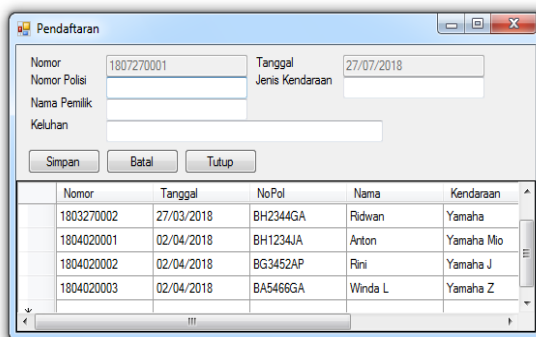 Pendaftaran
Nomor 1807270001 Tanggal 27/07/2018
Nomor Polisi Jenis Kendaraan
Nama Pemilik
Keluhan
Simpan Batal Tutup
Nomor Tanggal NoPol Nama Kendaraan
1803270002 27/03/2018 BH2344GA Ridwan Yamaha
1804020001 02/04/2018 BH1234JA Anton Yamaha Mio
1804020002 02/04/2018 BG3452AP Rini Yamaha J
1804020003 02/04/2018 BA5466GA Winda L Yamaha Z